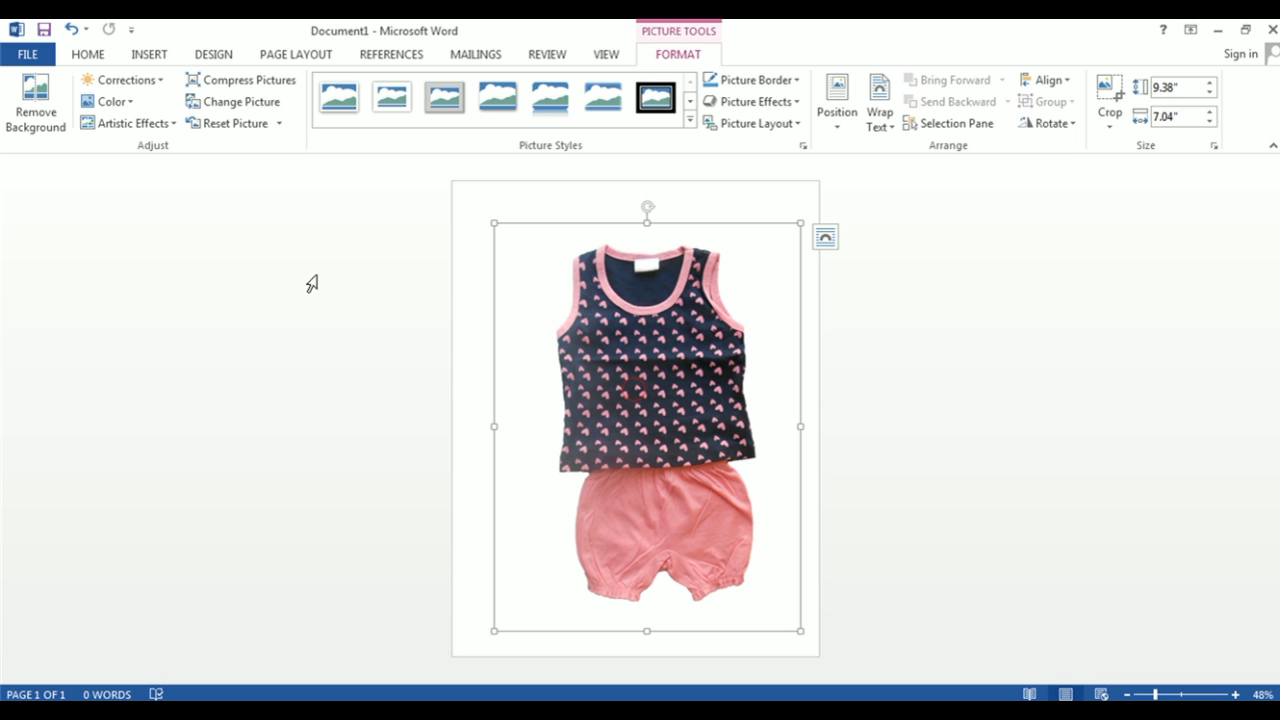 Document1 - Microsoft Word
PICTURE TOOLS
?
FILE HOME INSERT DESIGN PAGE LAYOUT REFERENCES MAILINGS REVIEW VIEW FORMAT Sign in
Remove Background
Corrections
Color
Artistic Effects
Compress Pictures
Change Picture
Reset Picture
Adjust
Picture Border
Picture Effects
Picture Layout
Picture Styles
Position
Wrap Text
Bring Forward
Send Backward
Selection Pane
Align
Group
Rotate
Arrange
Crop
9.38"
7.04"
Size
PAGE 1 OF 1 0 WORDS 48%